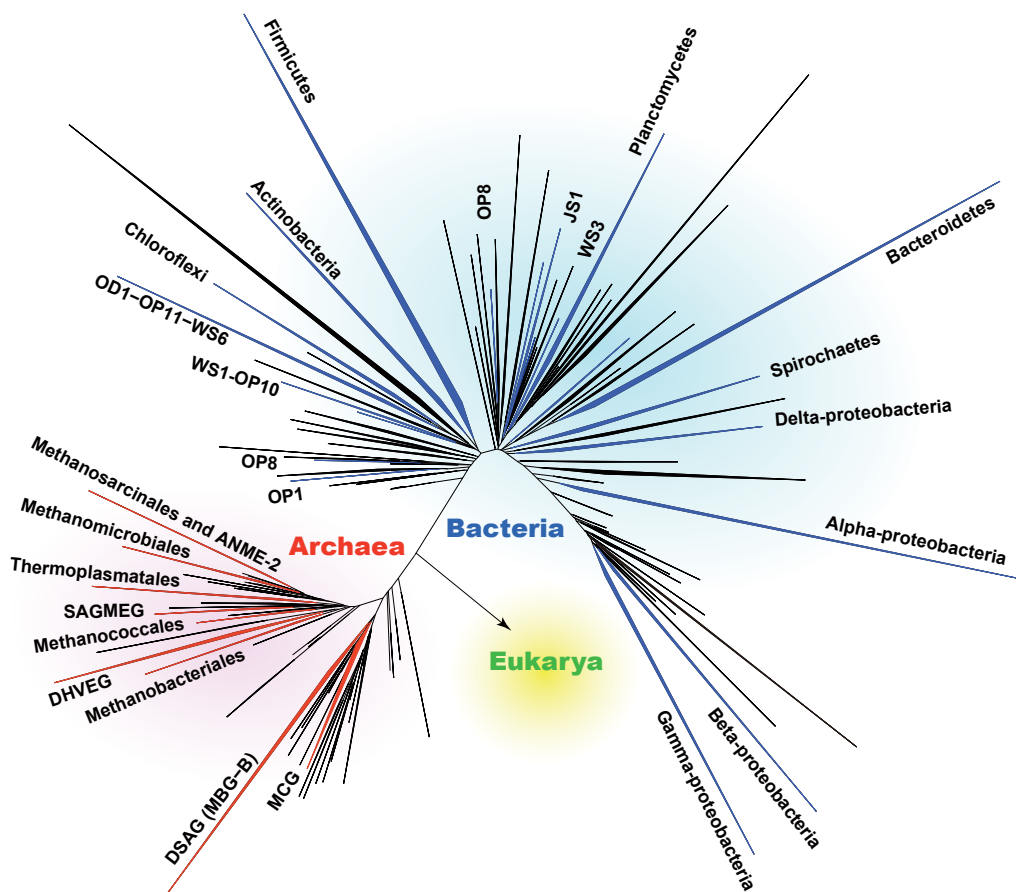 Firmicutes
Planctomycetes
OP8
JS1
WS3
Actinobacteria
Bacteroidetes
Chloroflexi
OD1−OP11−WS6
WS1-OP10
Spirochaetes
Delta-proteobacteria
OP8
OP1
Methanosarcinales and ANME-2
Archaea
Bacteria
Alpha-proteobacteria
Methanomicrobiales
Thermoplasmatales
SAGMEG
Methanococcales
DHVEG
Methanobacteriales
Eukarya
DSAG (MBG−B)
MCG
Gamma-proteobacteria
Beta-proteobacteria